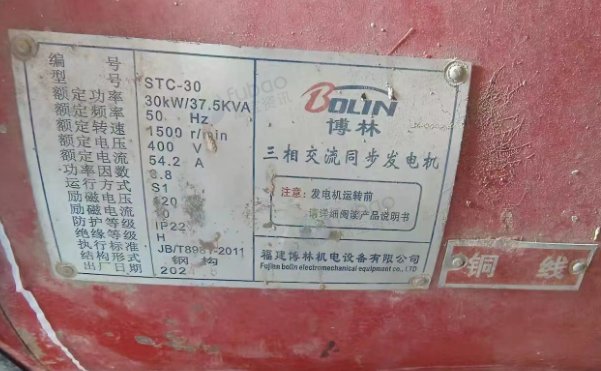 编 号
型 号 STC-30
额定功率 30kW/37.5KVA
额定频率 50 Hz
额定转速 1500 r/min
额定电压 400 V
额定电流 54.2 A
功率因数 0.8
运行方式 S1
励磁电压 120
励磁电流 10
防护等级 IP22
绝缘等级 H
执行标准 JB/T8981-2011
结构形式 钢 构
出厂日期 202
BOLIN
博林
三相交流同步发电机
注意: 发电机运转前
请详细阅读产品说明书
福建博林机电设备有限公司
Fujian bolin electromechanical equipment co., LTD
铜 线